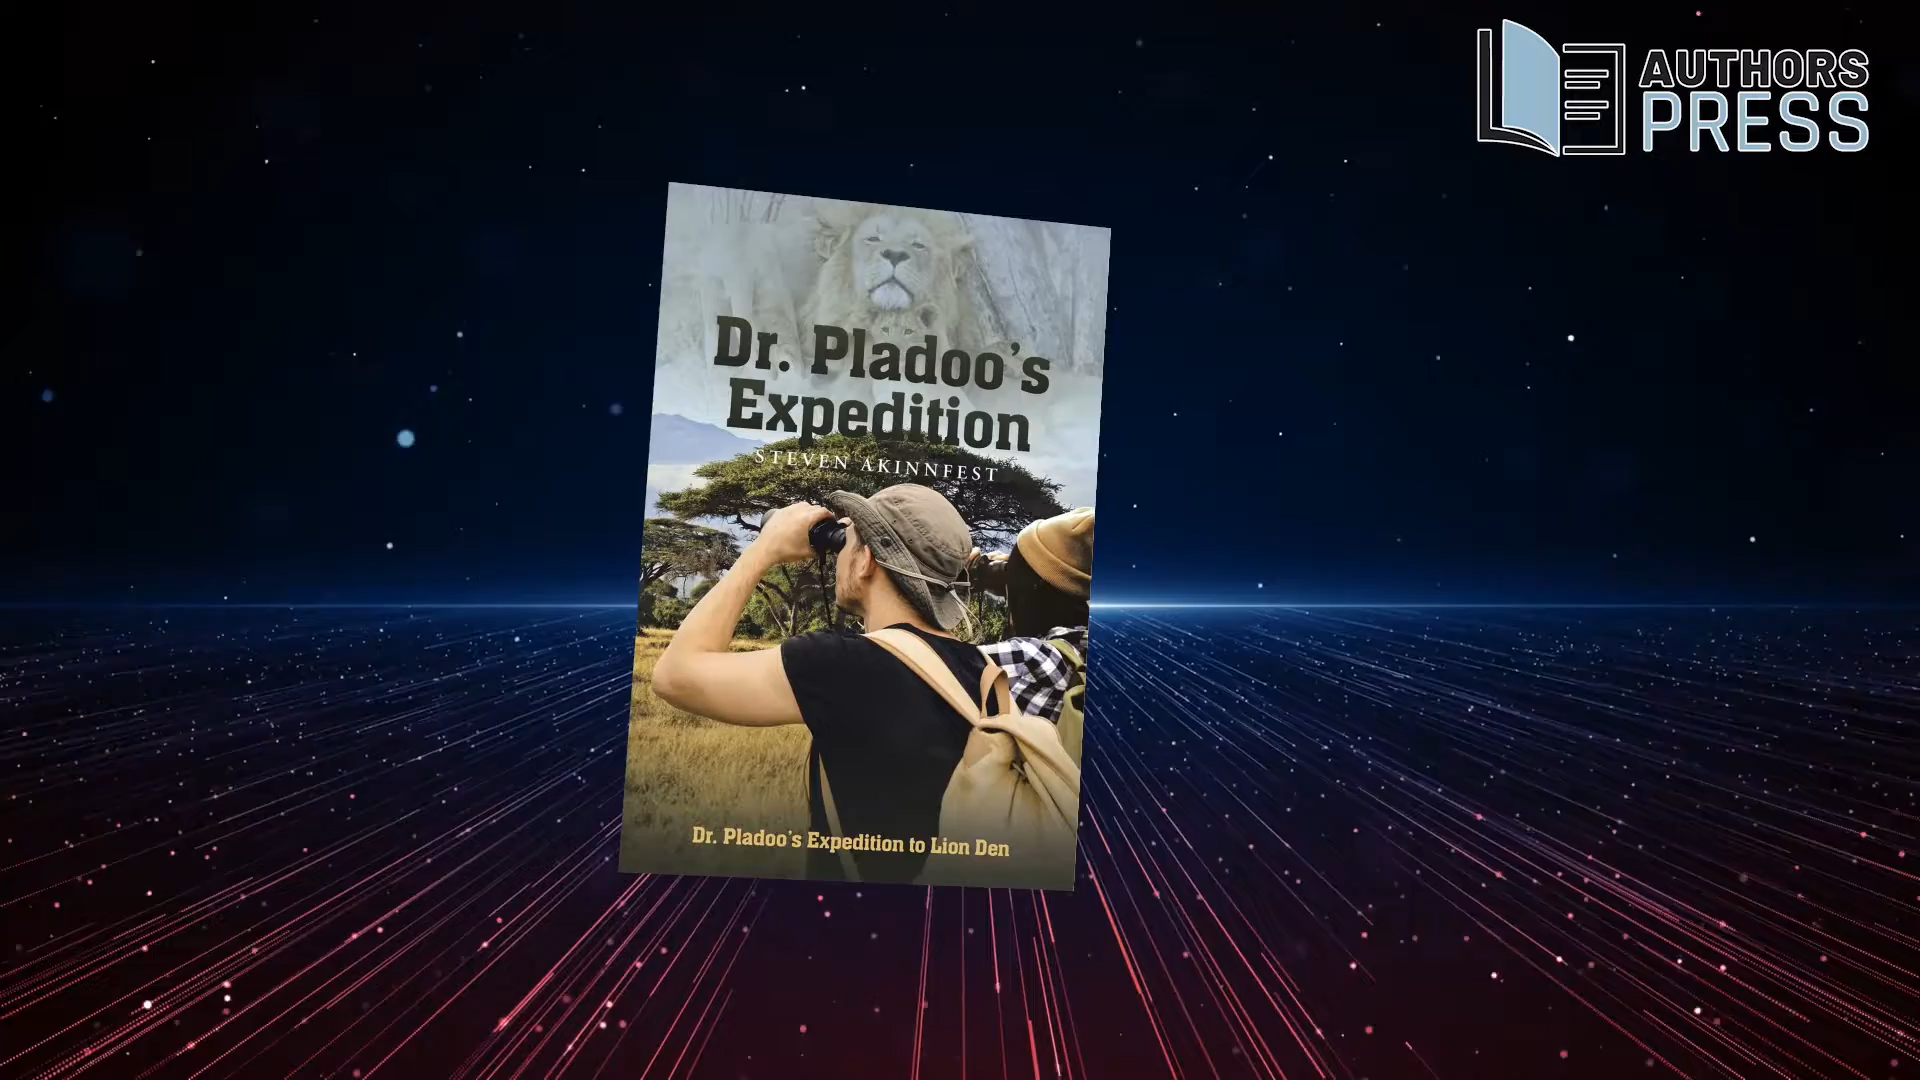 AUTHORS
PRESS
Dr. Pladoo's
Expedition
STEVEN AKINNFEST
Dr. Pladoo's Expedition to Lion Den